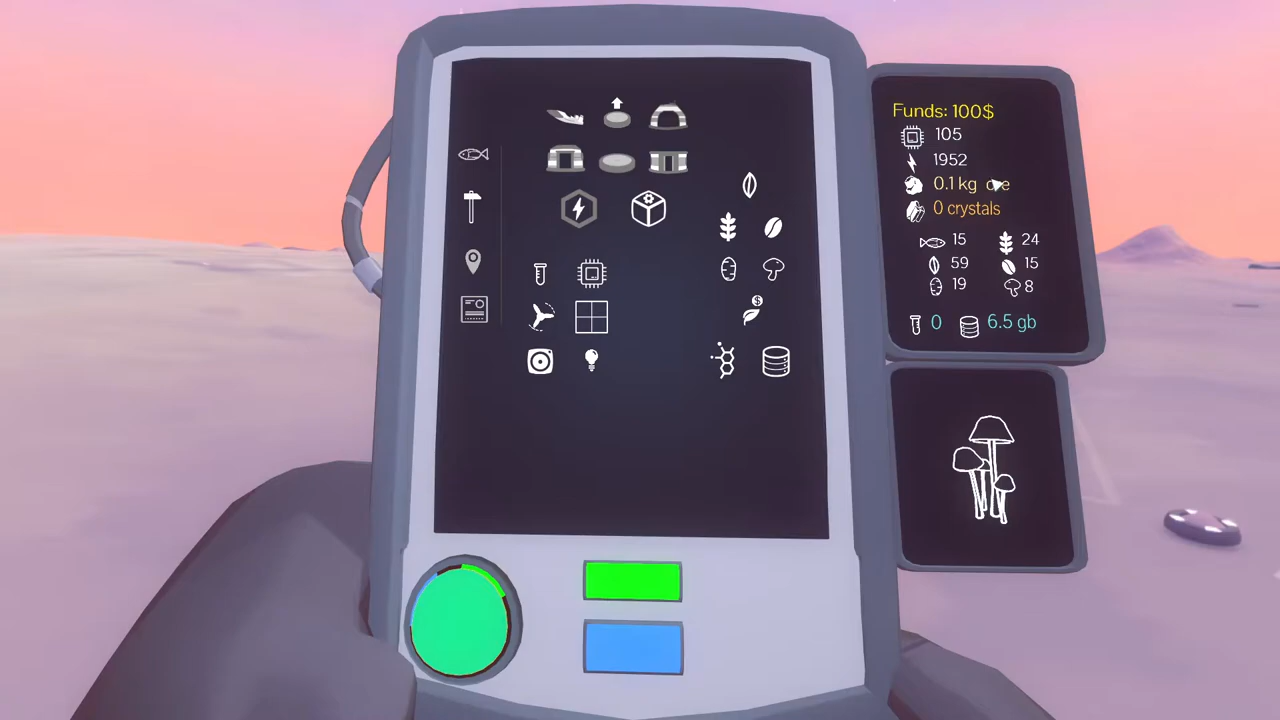 Funds: 100$
105
1952
0.1 kg
0 crystals
15 24
59 15
19 8
0 6.5 gb